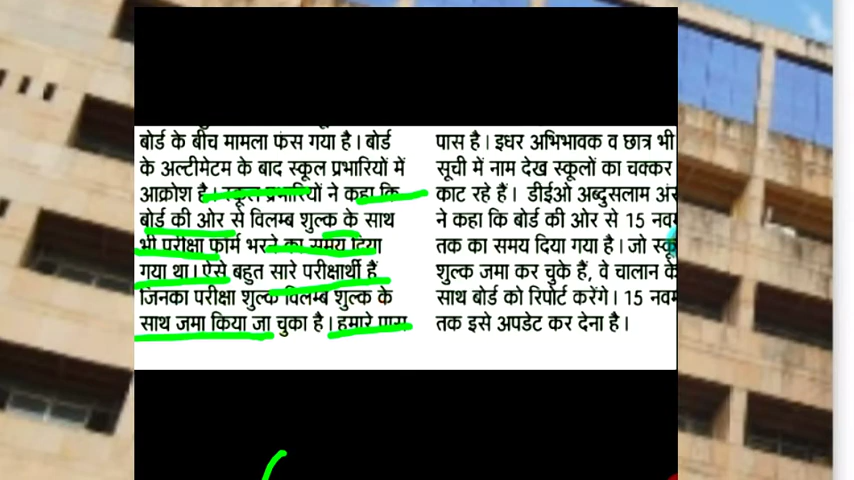 बोर्ड के बीच मामला फंस गया है। बोर्ड
के अल्टीमेटम के बाद स्कूल प्रभारियों में
आक्रोश है। स्कूल प्रभारियों ने कहा कि
बोर्ड की ओर से विलम्ब शुल्क के साथ
भी परीक्षा फार्म भरने का समय दिया
गया था। ऐसे बहुत सारे परीक्षार्थी हैं
जिनका परीक्षा शुल्क विलम्ब शुल्क के
साथ जमा किया जा चुका है। हमारे पास
पास है। इधर अभिभावक व छात्र भी
सूची में नाम देख स्कूलों का चक्कर
काट रहे हैं। डीईओ अब्दुसलाम
ने कहा कि बोर्ड की ओर से 15
तक का समय दिया गया है। जो
शुल्क जमा कर चुके हैं, वे चालान के
साथ बोर्ड को रिपोर्ट करेंगे। 15
तक इसे अपडेट कर देना है।